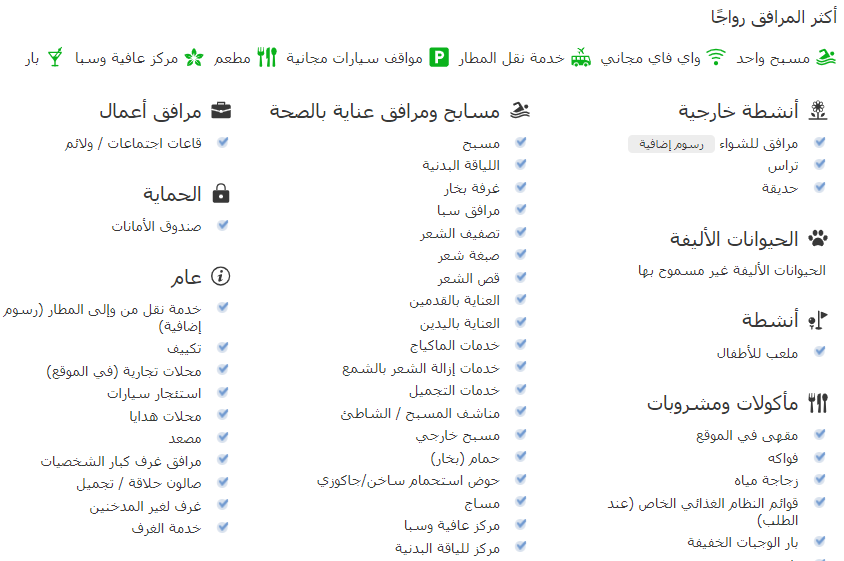 أكثر المرافق رواجًا
مسبح واحد واي فاي مجاني خدمة نقل المطار P مواقف سيارات مجانية مطعم مركز عافية وسبا بار
أنشطة خارجية
مرافق للشواء رسوم إضافية
تراس
حديقة
الحيوانات الأليفة
الحيوانات الأليفة غير مسموح بها
أنشطة
ملعب للأطفال
مأكولات ومشروبات
مقهى في الموقع
فواكه
زجاجة مياه
قوائم النظام الغذائي الخاص (عند
الطلب)
بار الوجبات الخفيفة
مسابح ومرافق عناية بالصحة
مسبح
اللياقة البدنية
غرفة بخار
مرافق سبا
تصفيف الشعر
صبغة شعر
قص الشعر
العناية بالقدمين
العناية باليدين
خدمات الماكياج
خدمات إزالة الشعر بالشمع
خدمات التجميل
مناشف المسبح / الشاطئ
مسبح خارجي
حمام (بخار)
حوض استحمام ساخن/جاكوزي
مساج
مركز عافية وسبا
مركز للياقة البدنية
مرافق أعمال
قاعات اجتماعات / ولائم
الحماية
صندوق الأمانات
عام
خدمة نقل من وإلى المطار (رسوم
إضافية)
تكييف
محلات تجارية (في الموقع)
استئجار سيارات
محلات هدايا
مصعد
مرافق غرف كبار الشخصيات
صالون حلاقة / تجميل
غرف لغير المدخنين
خدمة الغرف